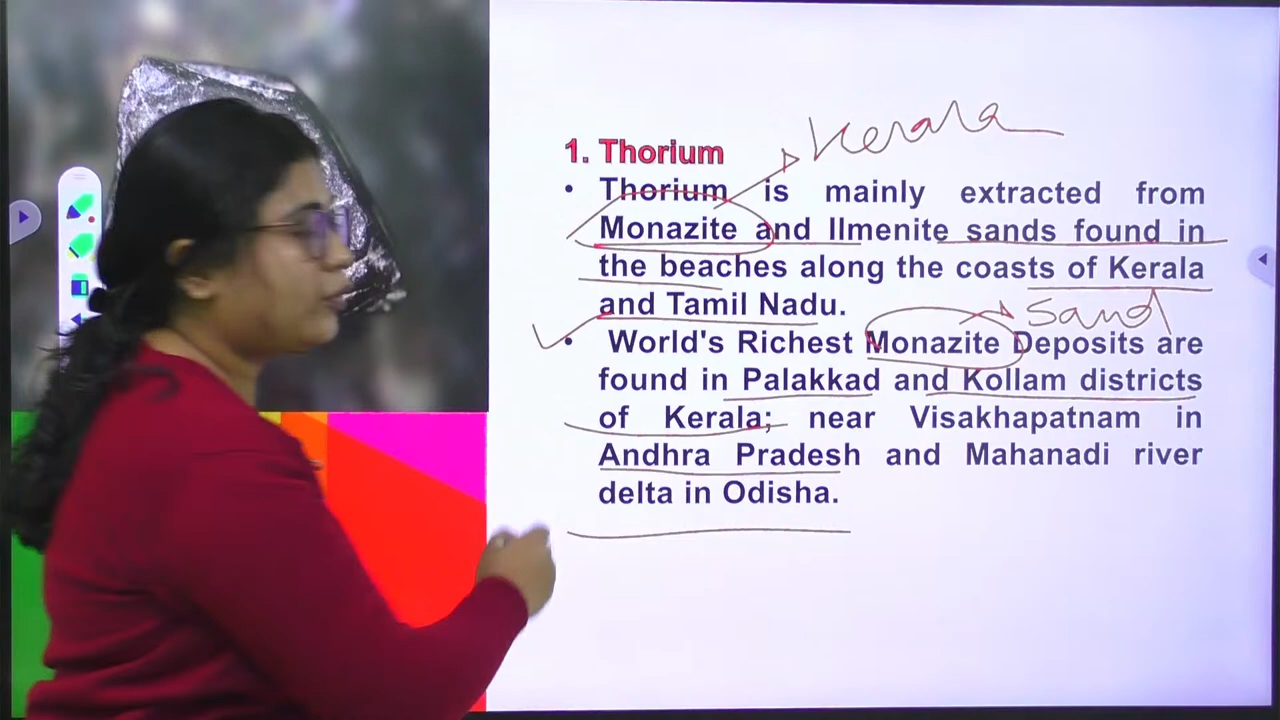 Kerala
1. Thorium
• Thorium is mainly extracted from
Monazite and Ilmenite sands found in
the beaches along the coasts of Kerala
and Tamil Nadu.
Sand
• World's Richest Monazite Deposits are
found in Palakkad and Kollam districts
of Kerala; near Visakhapatnam in
Andhra Pradesh and Mahanadi river
delta in Odisha.